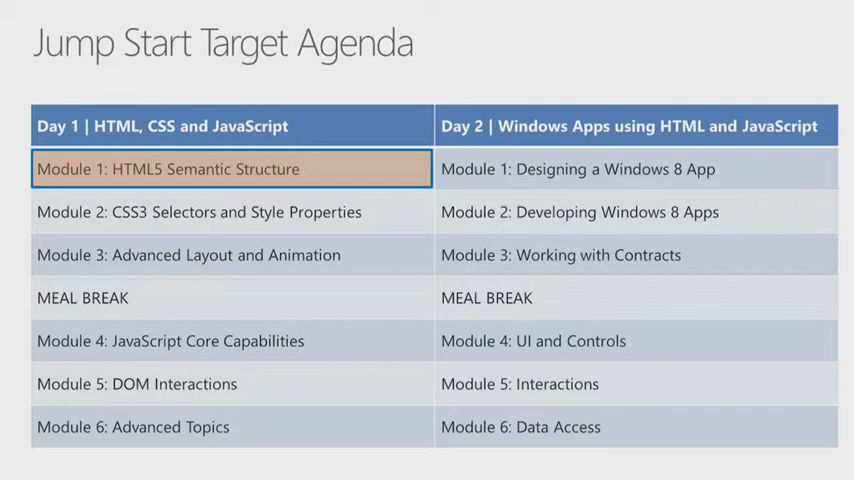 Jump Start Target Agenda
Day 1 | HTML, CSS and JavaScript
Day 2 | Windows Apps using HTML and JavaScript
Module 1: HTML5 Semantic Structure
Module 1: Designing a Windows 8 App
Module 2: CSS3 Selectors and Style Properties
Module 2: Developing Windows 8 Apps
Module 3: Advanced Layout and Animation
Module 3: Working with Contracts
MEAL BREAK
MEAL BREAK
Module 4: JavaScript Core Capabilities
Module 4: UI and Controls
Module 5: DOM Interactions
Module 5: Interactions
Module 6: Advanced Topics
Module 6: Data Access